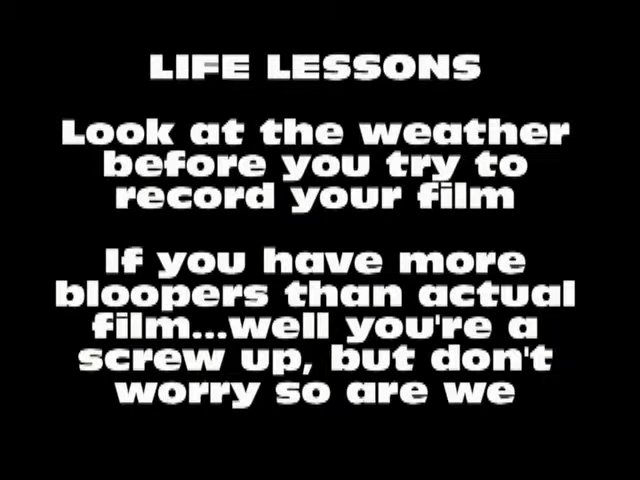 LIFE LESSONS
Look at the weather
before you try to
record your film
If you have more
bloopers than actual
film...well you're a
screw up, but don't
worry so are we